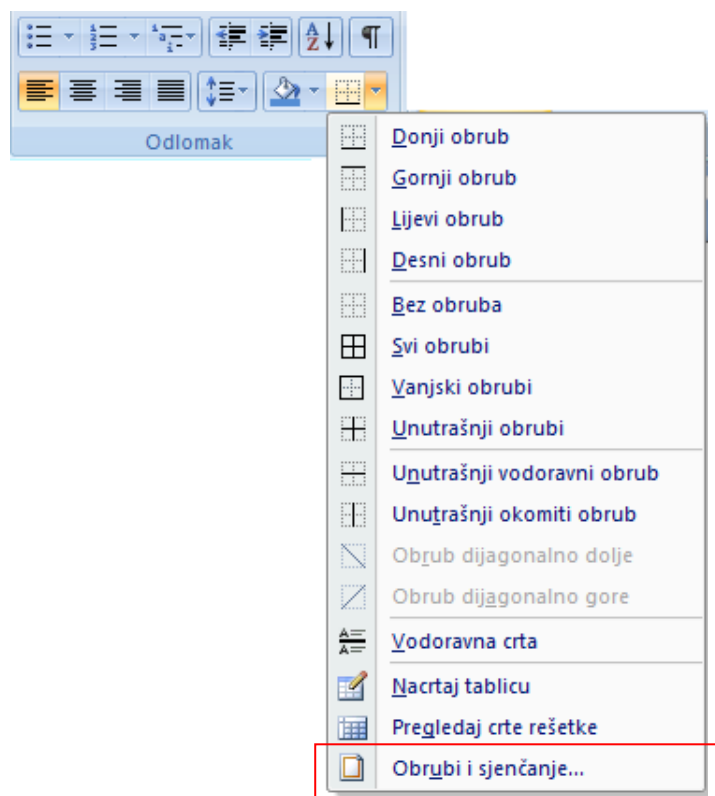 Odlomak
Donji obrub
Gornji obrub
Lijevi obrub
Desni obrub
Bez obruba
Svi obrubi
Vanjski obrubi
Unutrašnji obrubi
Unutrašnji vodoravni obrub
Unutrašnji okomiti obrub
Obrub dijagonalno dolje
Obrub dijagonalno gore
Vodoravna crta
Nacrtaj tablicu
Pregledaj crte rešetke
Obrubi i sjenčanje...